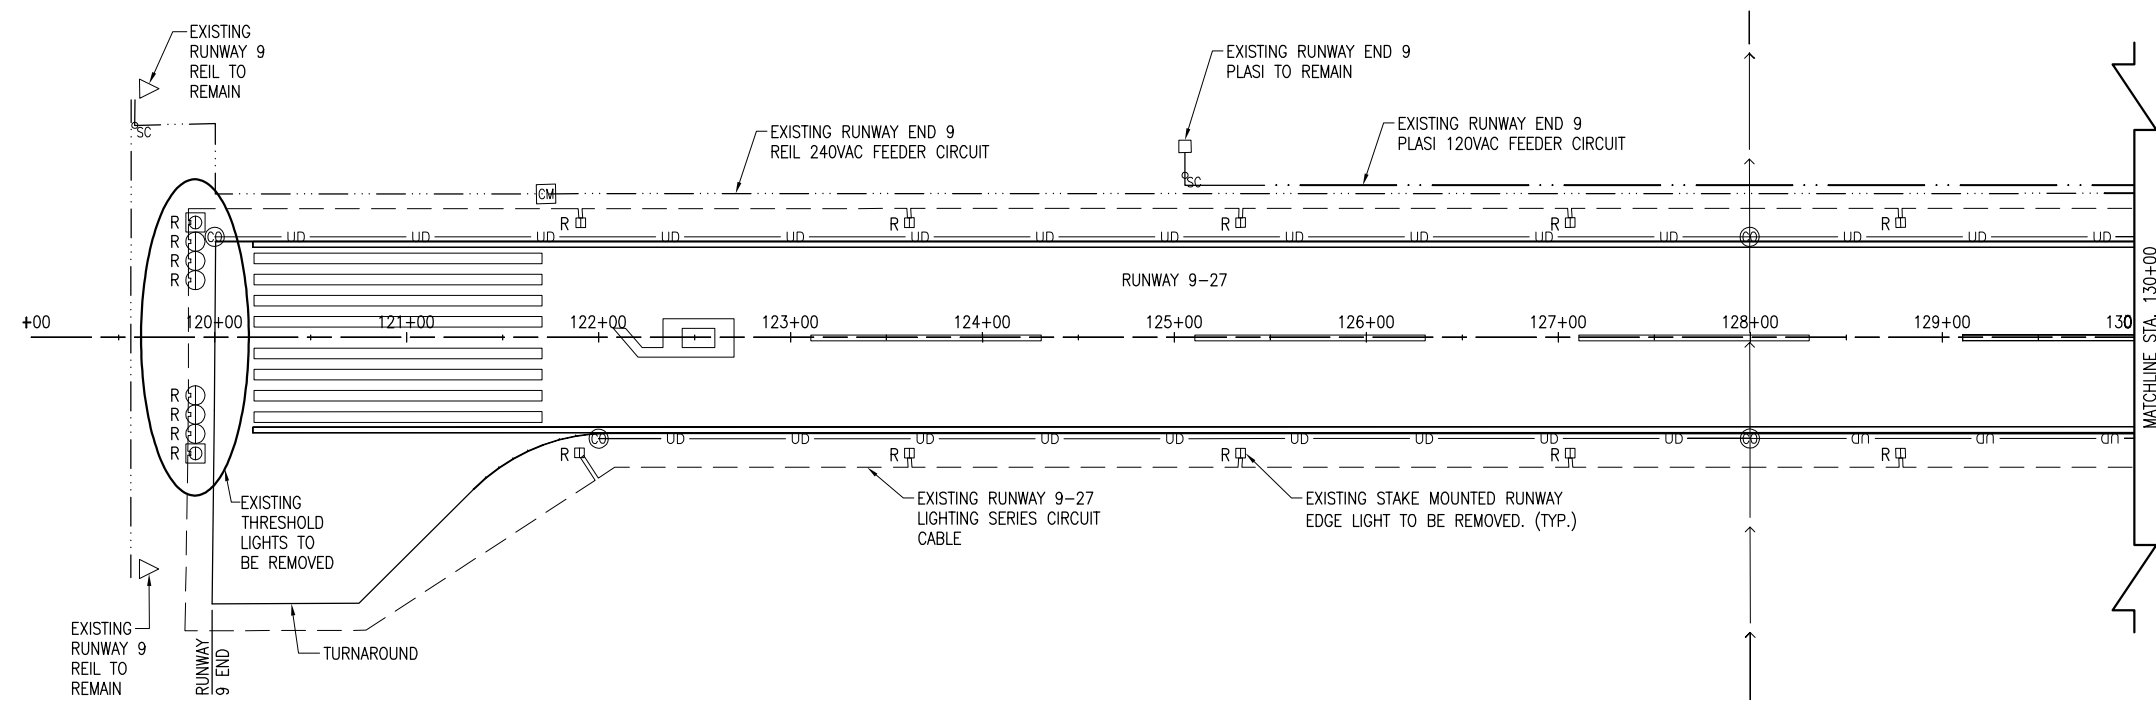 EXISTING
RUNWAY 9
REIL TO
REMAIN
EXISTING RUNWAY END 9
PLASI TO REMAIN
EXISTING RUNWAY END 9
REIL 240VAC FEEDER CIRCUIT
EXISTING RUNWAY END 9
PLASI 120VAC FEEDER CIRCUIT
SC
SC
CM
R R R R R R
CO UD UD UD UD UD UD UD UD UD UD UD UD CO UD UD UD
R
R
R
RUNWAY 9-27
+00 120+00 121+00 122+00 123+00 124+00 125+00 126+00 127+00 128+00 129+00 130
MATCHLINE STA. 130+00
R
R
R
R
CO UD UD UD UD UD UD UD UD UD CO UD UD UD
R R R R R
EXISTING
THRESHOLD
LIGHTS TO
BE REMOVED
EXISTING RUNWAY 9-27
LIGHTING SERIES CIRCUIT
CABLE
EXISTING STAKE MOUNTED RUNWAY
EDGE LIGHT TO BE REMOVED. (TYP.)
EXISTING
RUNWAY 9
REIL TO
REMAIN
RUNWAY
9 END
TURNAROUND